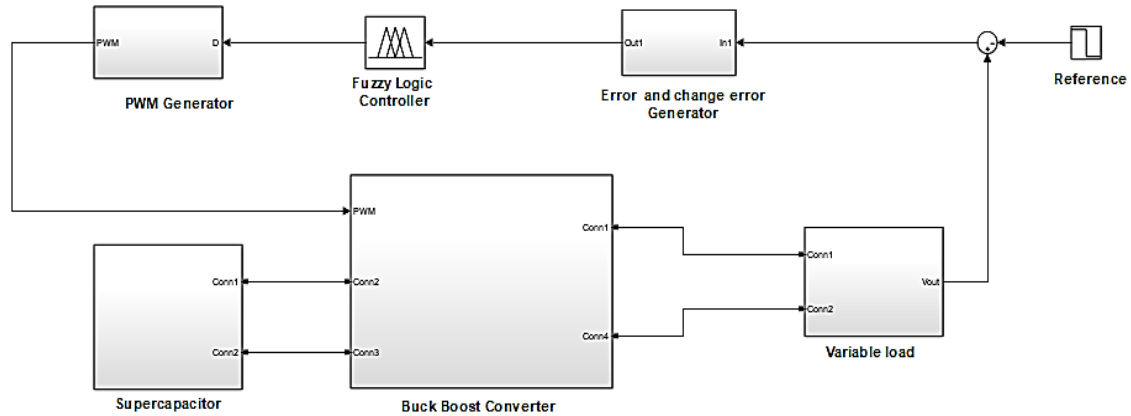 PWM
D
PWM Generator
Fuzzy Logic
Controller
Out1
In1
Error and change error
Generator
Reference
PWM
Conn2
Conn3
Conn1
Conn4
Buck Boost Converter
Conn1
Conn2
Supercapacitor
Conn1
Conn2
Vout
Variable load